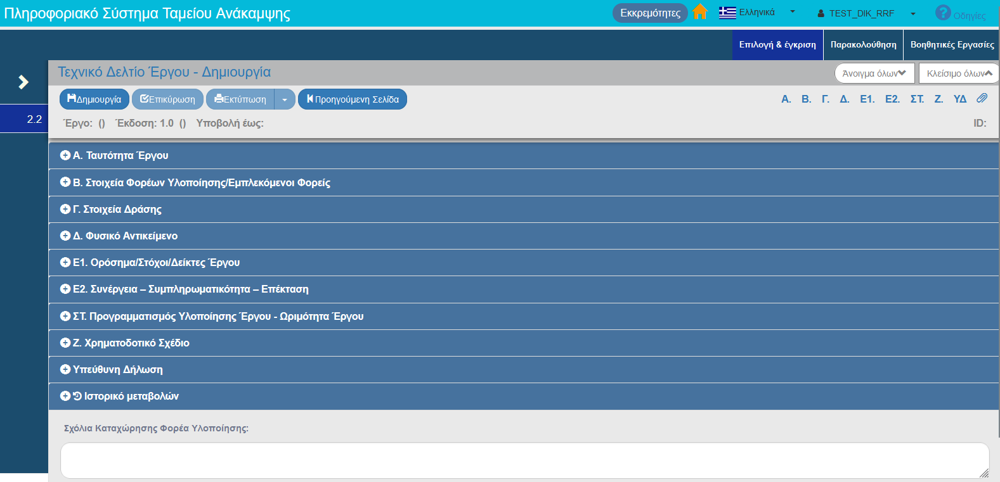 Πληροφοριακό Σύστημα Ταμείου Ανάκαμψης
Εκκρεμότητες
Ελληνικά
TEST_DIK_RRF
Οδηγίες
Επιλογή & έγκριση
Παρακολούθηση
Βοηθητικές Εργασίες
Τεχνικό Δελτίο Έργου - Δημιουργία
Άνοιγμα όλων
Κλείσιμο όλων
Δημιουργία
Επικύρωση
Εκτύπωση
Προηγούμενη Σελίδα
Α. Β. Γ. Δ. Ε1. Ε2. ΣΤ. Ζ. ΥΔ
2.2
Έργο: () Έκδοση: 1.0 () Υποβολή έως:
ID:
Α. Ταυτότητα Έργου
Β. Στοιχεία Φορέων Υλοποίησης/Εμπλεκόμενοι Φορείς
Γ. Στοιχεία Δράσης
Δ. Φυσικό Αντικείμενο
Ε1. Ορόσημα/Στόχοι/Δείκτες Έργου
Ε2. Συνέργεια – Συμπληρωματικότητα – Επέκταση
ΣΤ. Προγραμματισμός Υλοποίησης Έργου - Ωριμότητα Έργου
Ζ. Χρηματοδοτικό Σχέδιο
Υπεύθυνη Δήλωση
Ιστορικό μεταβολών
Σχόλια Καταχώρησης Φορέα Υλοποίησης: